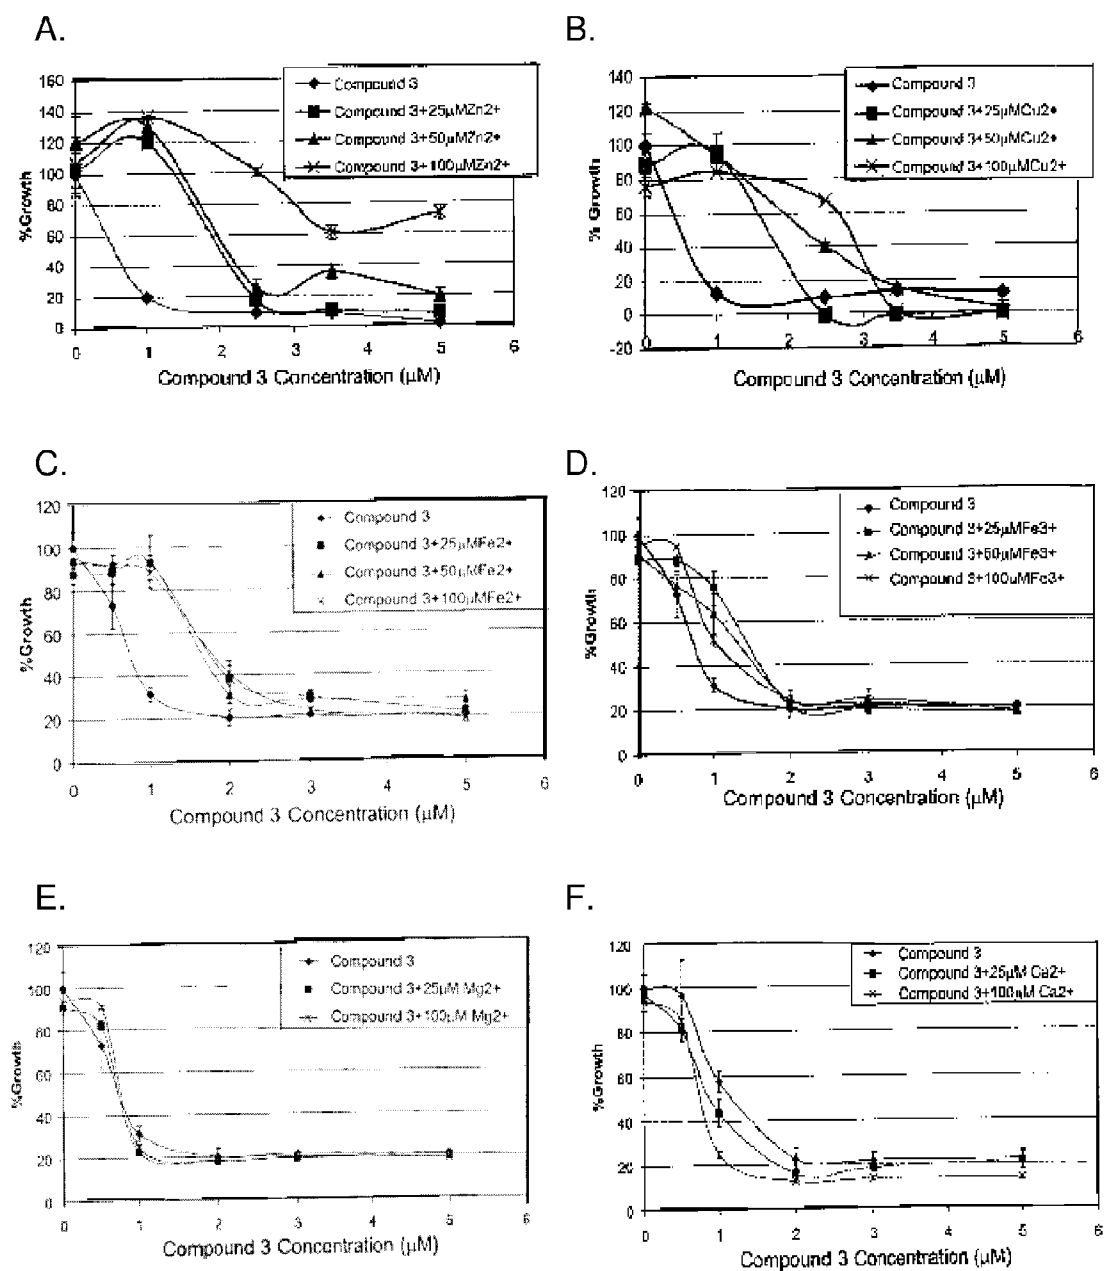 A.
160
140
120
100
80
60
40
20
0
%Growth
Compound 3
Compound 3+25µMZn2+
Compound 3+50µMZn2+
Compound 3+100µMZn2+
0 1 2 3 4 5 6
Compound 3 Concentration (µM)
B.
140
120
100
80
60
40
20
0
-20
% Growth
Compound 3
Compound 3+25µMCu2+
Compound 3+50µMCu2+
Compound 3+100µMCu2+
0 1 2 3 4 5 6
Compound 3 Concentration (µM)
C.
120
100
80
60
40
20
0
%Growth
Compound 3
Compound 3+25µMFe2+
Compound 3+50µMFe2+
Compound 3+100µMFe2+
0 1 2 3 4 5 6
Compound 3 Concentration (µM)
D.
120
100
80
60
40
20
0
%Growth
Compound 3
Compound 3+25µMFe3+
Compound 3+50µMFe3+
Compound 3+100µMFe3+
0 1 2 3 4 5 6
Compound 3 Concentration (µM)
E.
120
100
80
60
40
20
0
%Growth
Compound 3
Compound 3+25µM Mg2+
Compound 3+100µM Mg2+
0 1 2 3 4 5 6
Compound 3 Concentration (µM)
F.
120
100
80
60
40
20
0
%Growth
Compound 3
Compound 3+25µM Ca2+
Compound 3+100µM Ca2+
0 1 2 3 4 5 6
Compound 3 Concentration (µM)